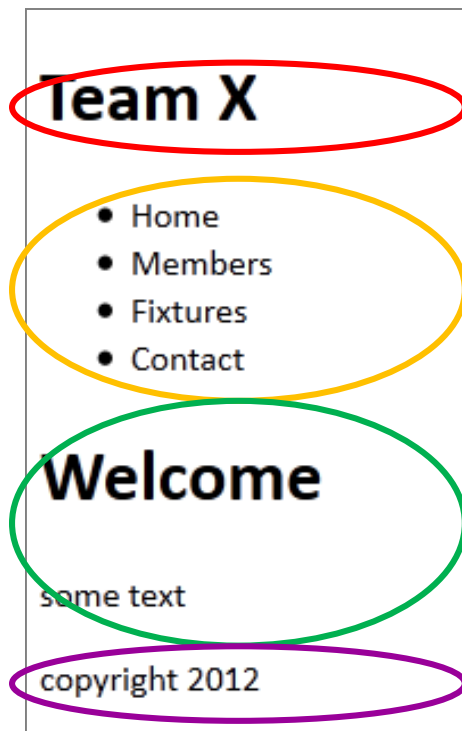 Team X
Home
Members
Fixtures
Contact
Welcome
some text
copyright 2012